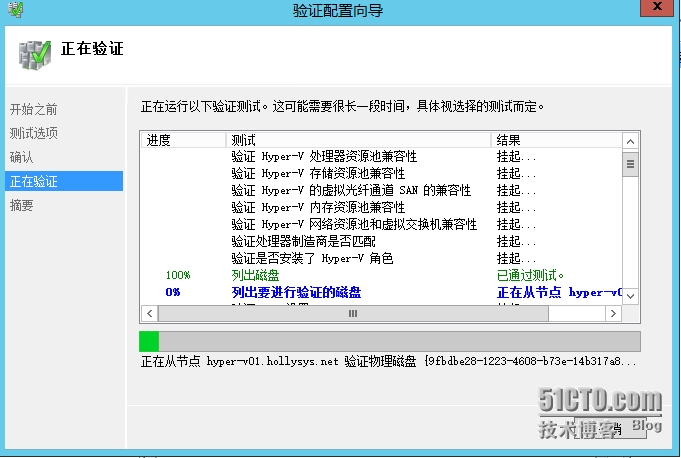 验证配置向导
x
正在验证
开始之前
测试选项
确认
正在验证
摘要
正在运行以下验证测试。这可能需要很长一段时间，具体视选择的测试而定。
进度 测试 结果
验证 Hyper-V 处理器资源池兼容性 挂起...
验证 Hyper-V 存储资源池兼容性 挂起...
验证 Hyper-V 的虚拟光纤通道 SAN 的兼容性 挂起...
验证 Hyper-V 内存资源池兼容性 挂起...
验证 Hyper-V 网络资源池和虚拟交换机兼容性 挂起...
验证处理器制造商是否匹配 挂起...
验证是否安装了 Hyper-V 角色 挂起...
100% 列出磁盘 已通过测试。
0% 列出要进行验证的磁盘 正在从节点 hyper-v0
正在从节点 hyper-v01.hollysys.net 验证物理磁盘 {9fbdbe28-1223-4608-b73e-14b317a8...
51CTO.com
技术博客 Blog